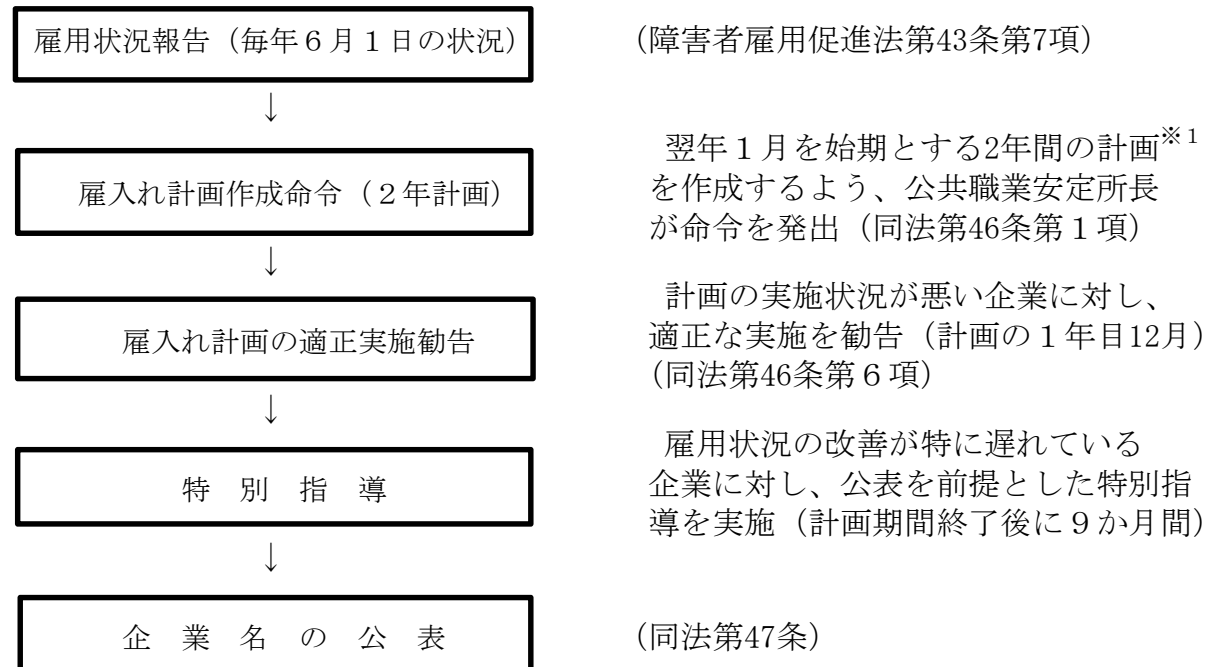 雇用状況報告（毎年６月１日の状況）
（障害者雇用促進法第43条第7項）
↓
雇入れ計画作成命令（２年計画）
翌年１月を始期とする2年間の計画※１
を作成するよう、公共職業安定所長
が命令を発出（同法第46条第１項）
↓
雇入れ計画の適正実施勧告
計画の実施状況が悪い企業に対し、
適正な実施を勧告（計画の１年目12月）
（同法第46条第６項）
↓
特　別　指　導
雇用状況の改善が特に遅れている
企業に対し、公表を前提とした特別指
導を実施（計画期間終了後に９か月間）
↓
企　業　名　の　公　表
（同法第47条）